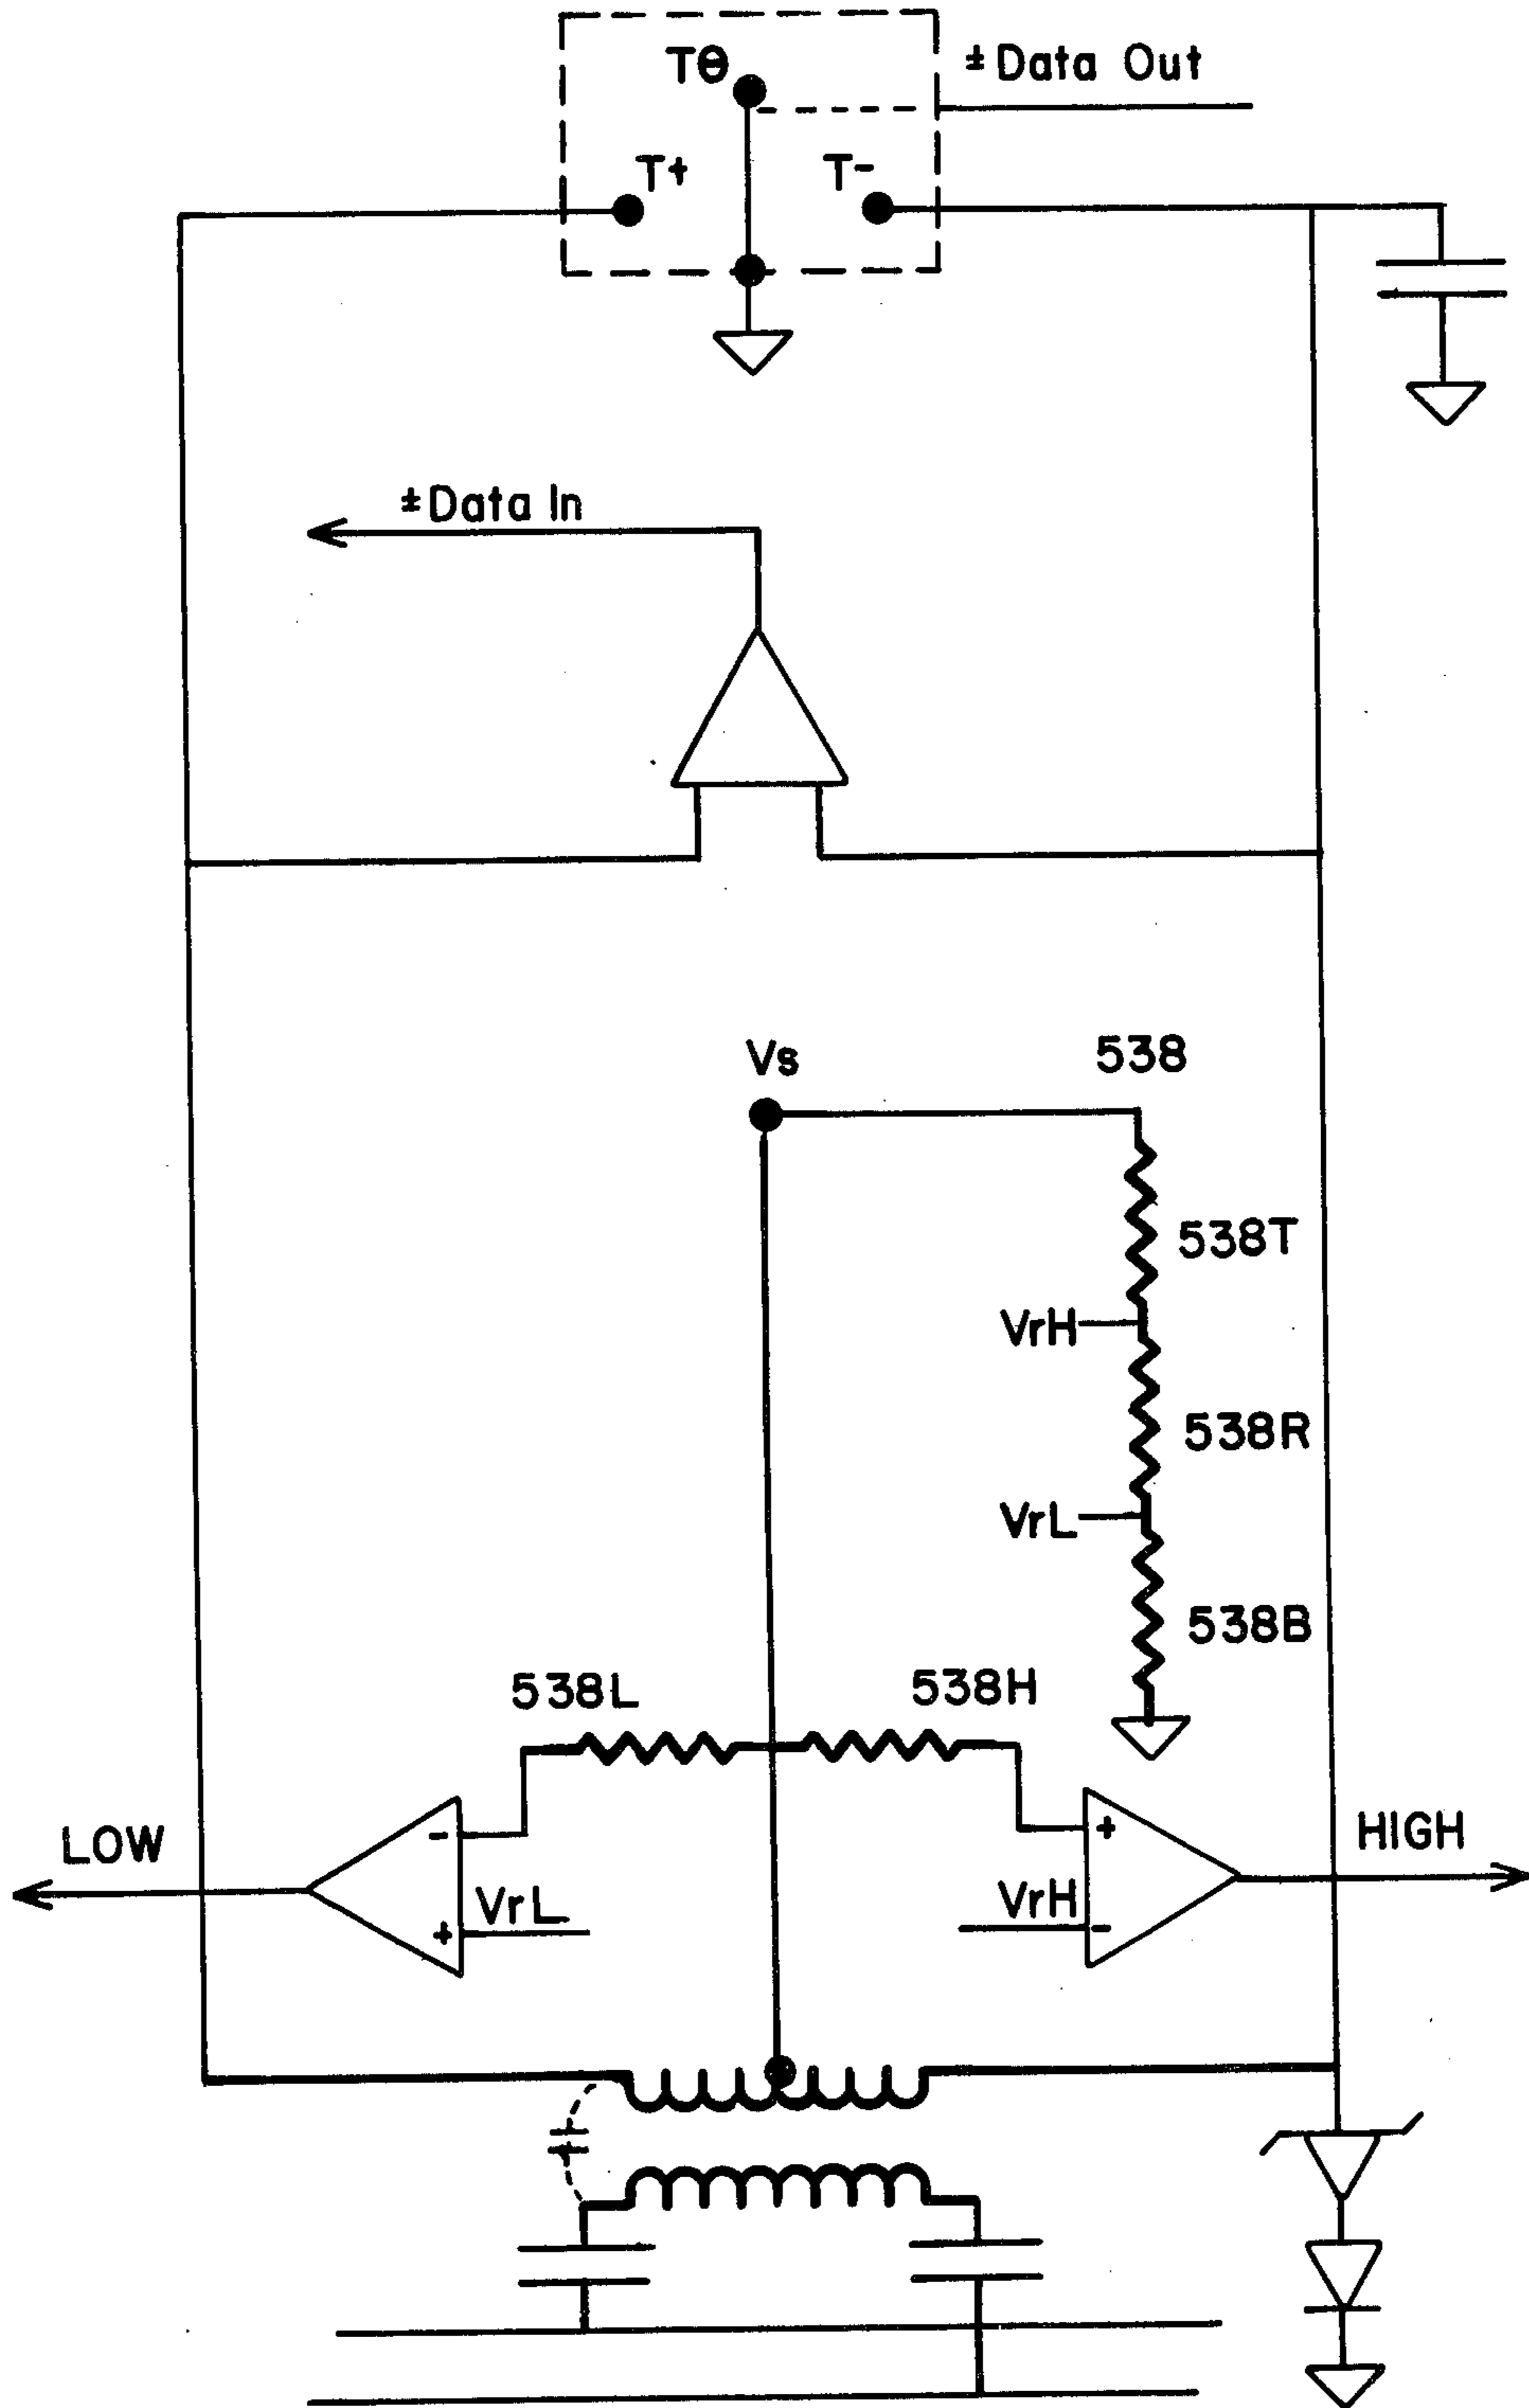 TΘ
±Data Out
T+
T-
±Data In
Vs
538
538T
VrH
538R
VrL
538B
538L
538H
LOW
-
+
HIGH
VrL
VrH
+
-